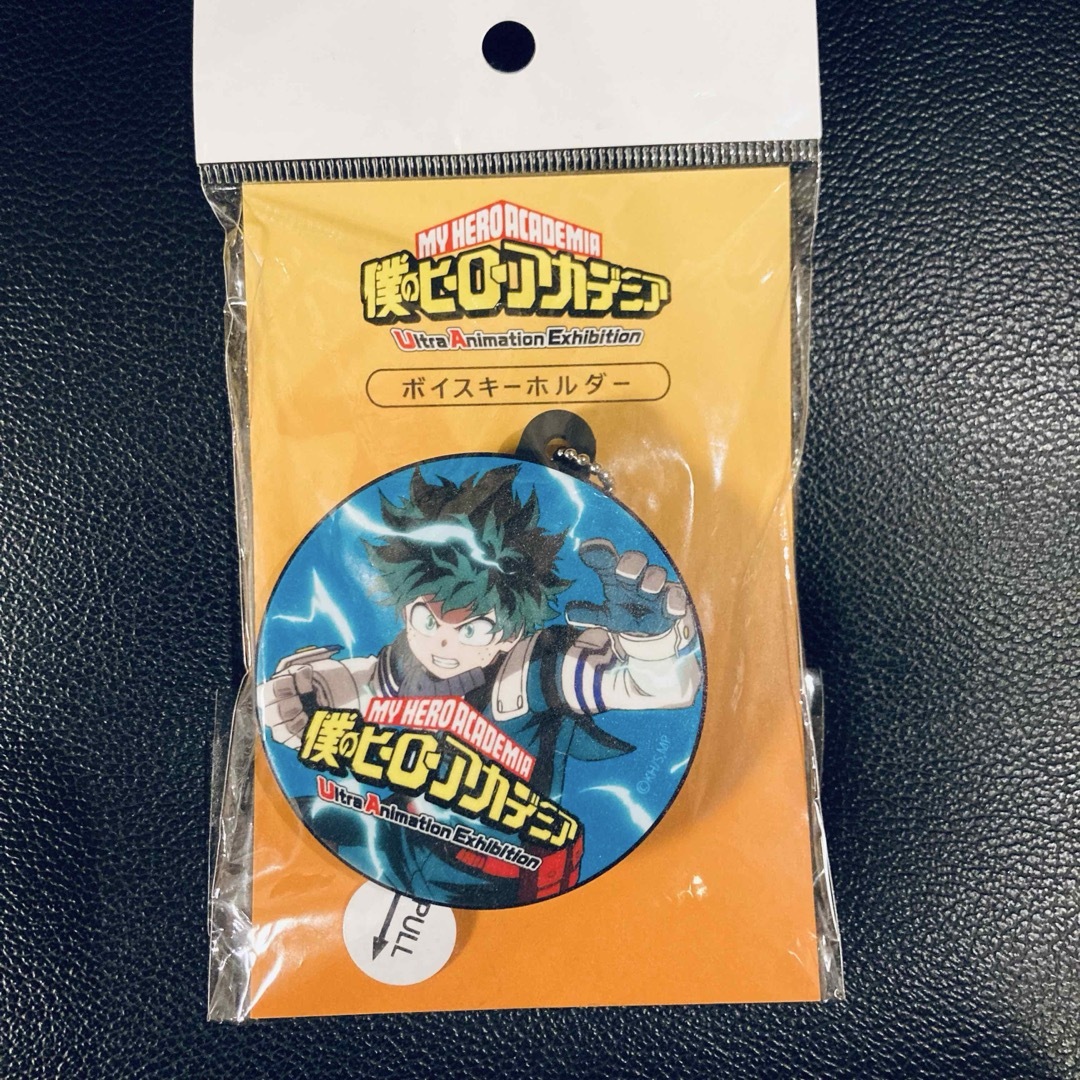 MY HERO ACADEMIA
僕のヒーローアカデミア
Ultra Animation Exhibition
ボイスキーホルダー
MY HERO ACADEMIA
僕のヒーローアカデミア
Ultra Animation Exhibition
©KH/S,MP
PULL